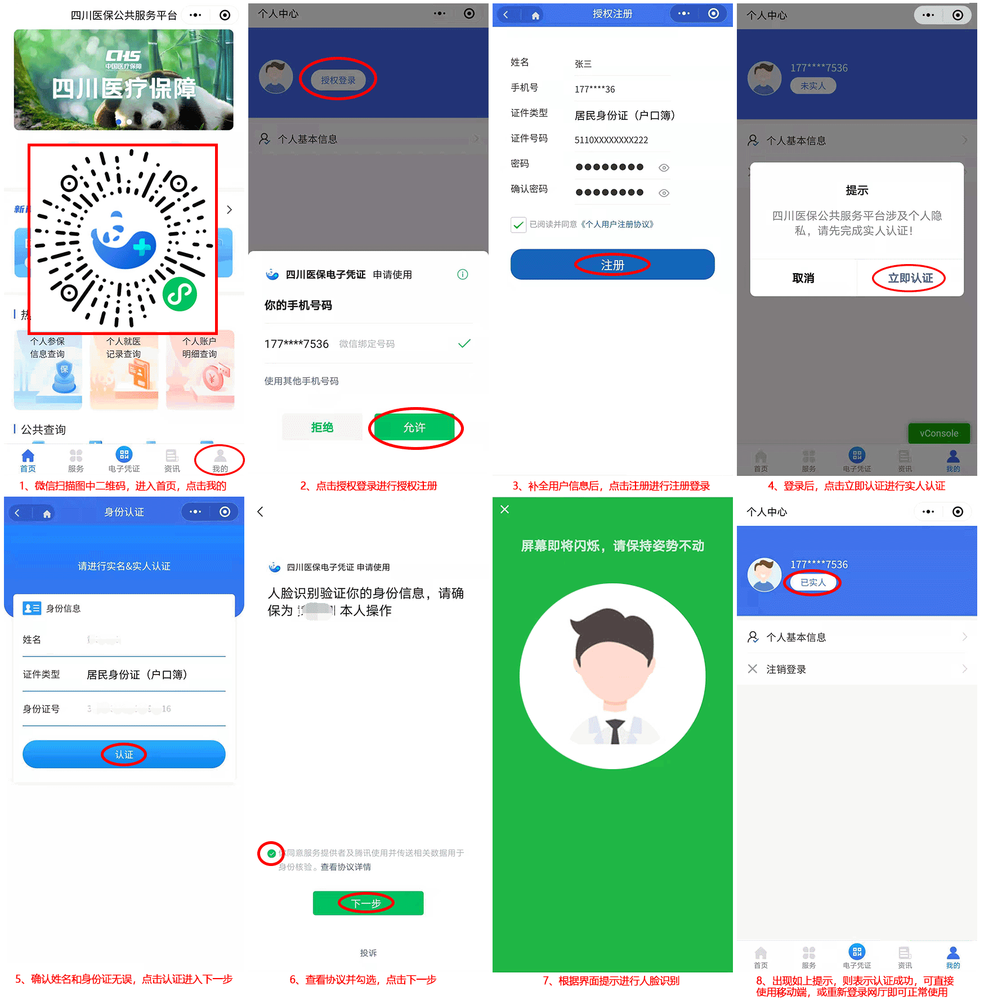 四川医保公共服务平台
CHS
中国医疗保障
四川医疗保障
新
热
个人参保
信息查询
保
个人就医
记录查询
个人账户
明细查询
公共查询
首页
服务
电子凭证
资讯
我的
1、微信扫描图中二维码，进入首页，点击我的
个人中心
授权登录
个人基本信息
四川医保电子凭证 申请使用
你的手机号码
177****7536 微信绑定号码
使用其他手机号码
拒绝
允许
2、点击授权登录进行授权注册
授权注册
姓名 张三
手机号 177****36
证件类型 居民身份证（户口簿）
证件号码 5110XXXXXXXX222
密码
确认密码
已阅读并同意《个人用户注册协议》
注册
3、补全用户信息后，点击注册进行注册登录
个人中心
177****7536
未实人
个人基本信息
提示
四川医保公共服务平台涉及个人隐
私，请先完成实人认证！
取消
立即认证
vConsole
首页
服务
电子凭证
资讯
我的
4、登录后，点击立即认证进行实人认证
身份认证
请进行实名&实人认证
身份信息
姓名
证件类型 居民身份证（户口簿）
身份证号 3 16
认证
5、确认姓名和身份证无误，点击认证进入下一步
四川医保电子凭证 申请使用
人脸识别验证你的身份信息，请确
保为 本人操作
你同意服务提供者及腾讯使用并传送相关数据用于
身份核验。查看协议详情
下一步
投诉
6、查看协议并勾选，点击下一步
屏幕即将闪烁，请保持姿势不动
7、根据界面提示进行人脸识别
个人中心
177****7536
已实人
个人基本信息
注销登录
首页
服务
电子凭证
资讯
我的
8、出现如上提示，则表示认证成功，可直接
使用移动端，或重新登录网厅即可正常使用